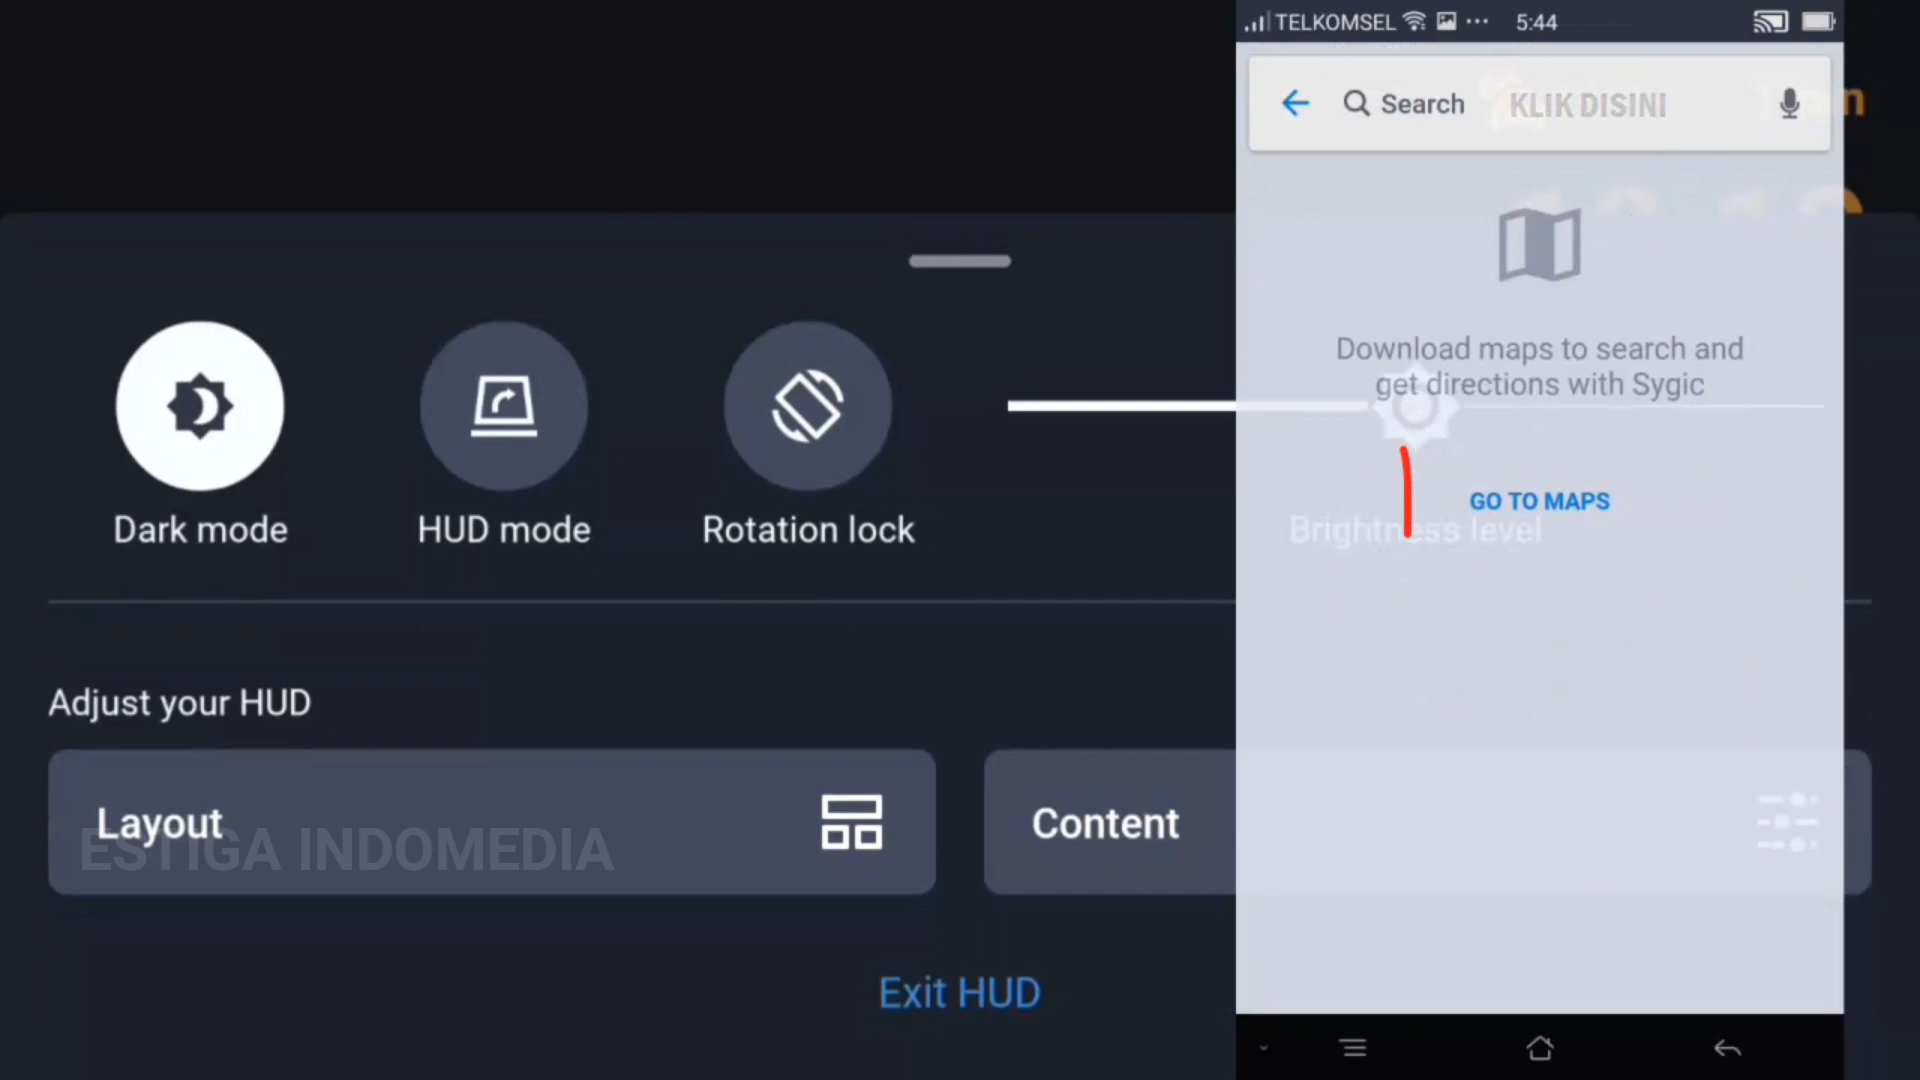 TELKOMSEL 5:44
Search KLIK DISINI
Download maps to search and
get directions with Sygic
GO TO MAPS
Dark mode
HUD mode
Rotation lock
Brightness level
Adjust your HUD
Layout
ESTIGA INDOMEDIA
Content
Exit HUD